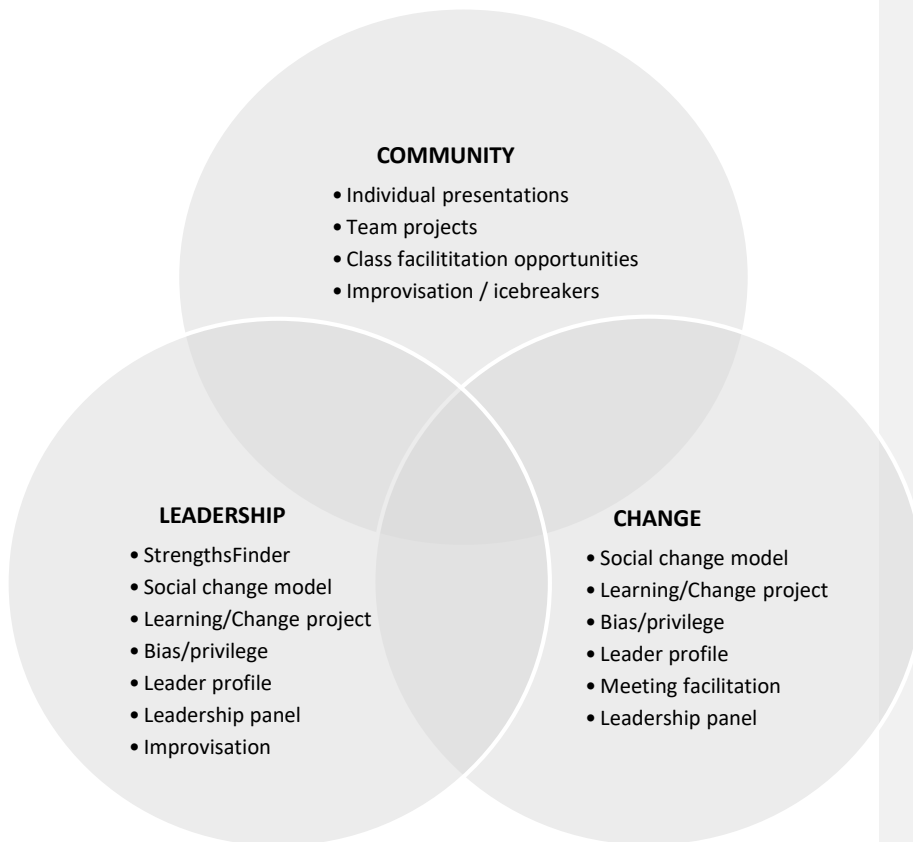 COMMUNITY
• Individual presentations
• Team projects
• Class facilititation opportunities
• Improvisation / icebreakers
LEADERSHIP
• StrengthsFinder
• Social change model
• Learning/Change project
• Bias/privilege
• Leader profile
• Leadership panel
• Improvisation
CHANGE
• Social change model
• Learning/Change project
• Bias/privilege
• Leader profile
• Meeting facilitation
• Leadership panel